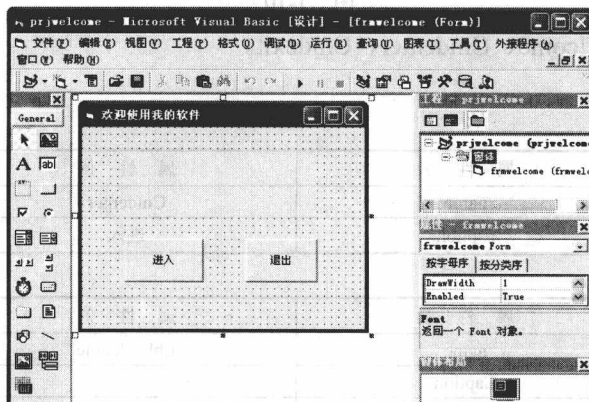 prjwelcome - Microsoft Visual Basic [设计] - [frmwelcome (Form)]
文件(F) 编辑(E) 视图(V) 工程(P) 格式(O) 调试(D) 运行(R) 查询(U) 图表(I) 工具(T) 外接程序(A)
窗口(W) 帮助(H)
General
A ab|
欢迎使用我的软件
进入 退出
工程 - prjwelcome
prjwelcome (prjwelcome
窗体
frmwelcome (frmwelc
属性 - frmwelcome
frmwelcome Form
按字母序 按分类序
DrawWidth 1
Enabled True
Font
返回一个 Font 对象。
窗体布局